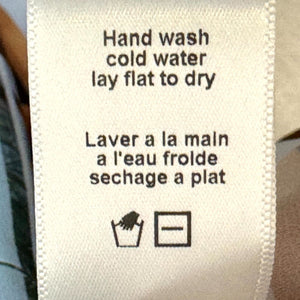 Hand wash
cold water
lay flat to dry
Laver a la main
a l'eau froide
sechage a plat